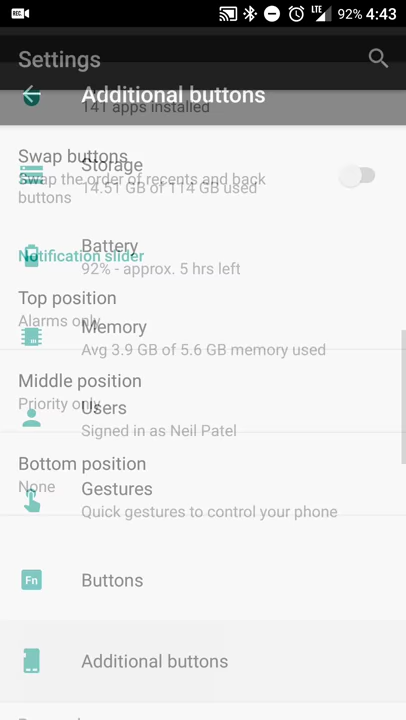 REC
LTE
92% 4:43
Settings
Additional buttons
141 apps installed
Swap buttons
Storage
Swap the order of recents and back
buttons
14.51 GB of 114 GB used
Battery
Notification slider
92% - approx. 5 hrs left
Top position
Alarms only
Memory
Avg 3.9 GB of 5.6 GB memory used
Middle position
Priority only
Users
Signed in as Neil Patel
Bottom position
None
Gestures
Quick gestures to control your phone
Fn
Buttons
Additional buttons